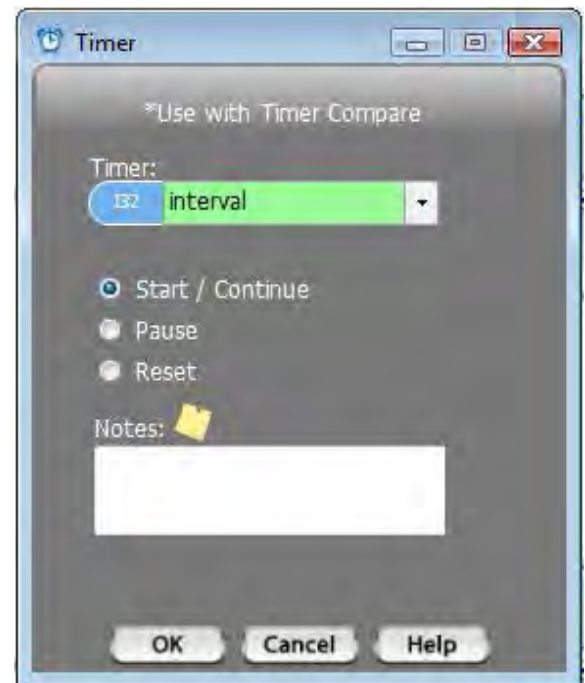 Timer
*Use with Timer Compare
Timer:
I32 interval
Start / Continue
Pause
Reset
Notes:
OK Cancel Help